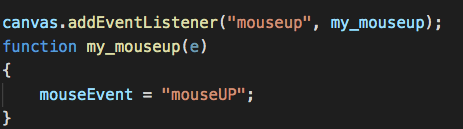 canvas.addEventListener("mouseup", my_mouseup);
function my_mouseup(e)
{
    mouseEvent = "mouseUP";
}